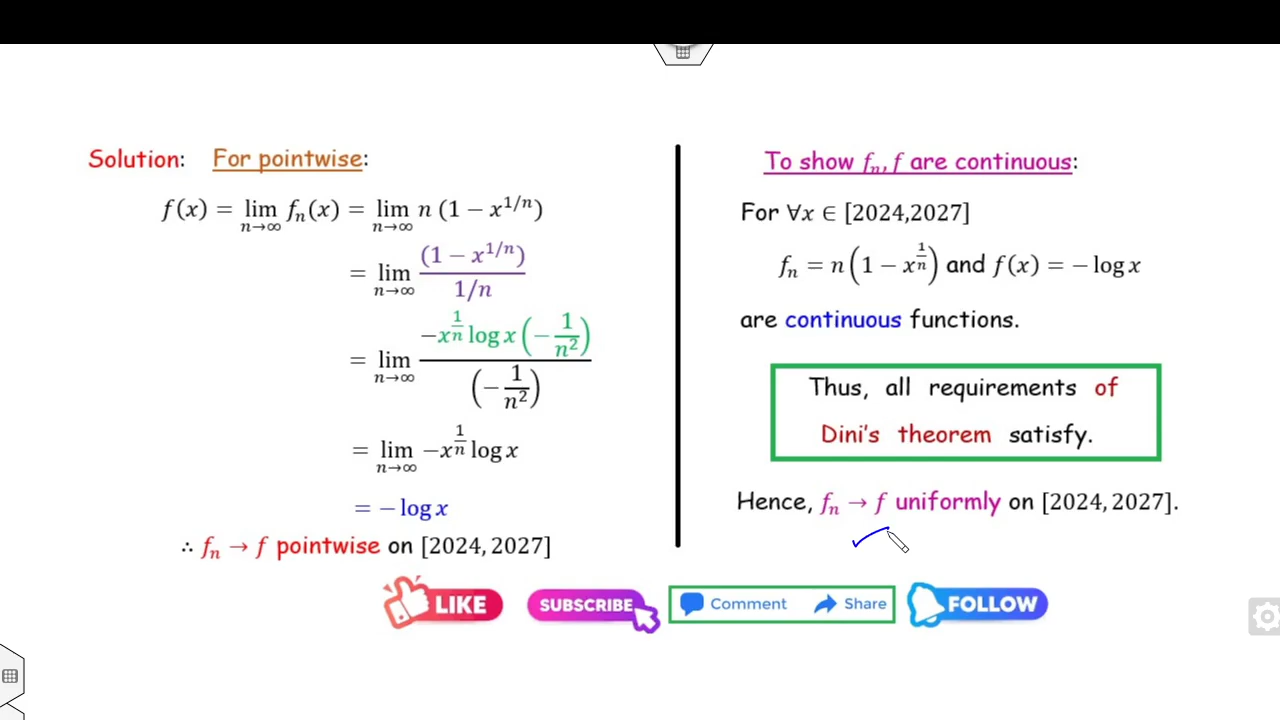 Solution: For pointwise:
f(x) = lim_{n→∞} f_n(x) = lim_{n→∞} n (1 − x^{1/n})
= lim_{n→∞} (1 − x^{1/n}) / (1/n)
= lim_{n→∞} −x^{1/n} log x (−1/n²) / (−1/n²)
= lim_{n→∞} −x^{1/n} log x
= − log x
∴ f_n → f pointwise on [2024, 2027]
To show f_n, f are continuous:
For ∀x ∈ [2024,2027]
f_n = n(1 − x^{1/n}) and f(x) = − log x
are continuous functions.
Thus, all requirements of
Dini's theorem satisfy.
Hence, f_n → f uniformly on [2024, 2027].
LIKE SUBSCRIBE Comment Share FOLLOW